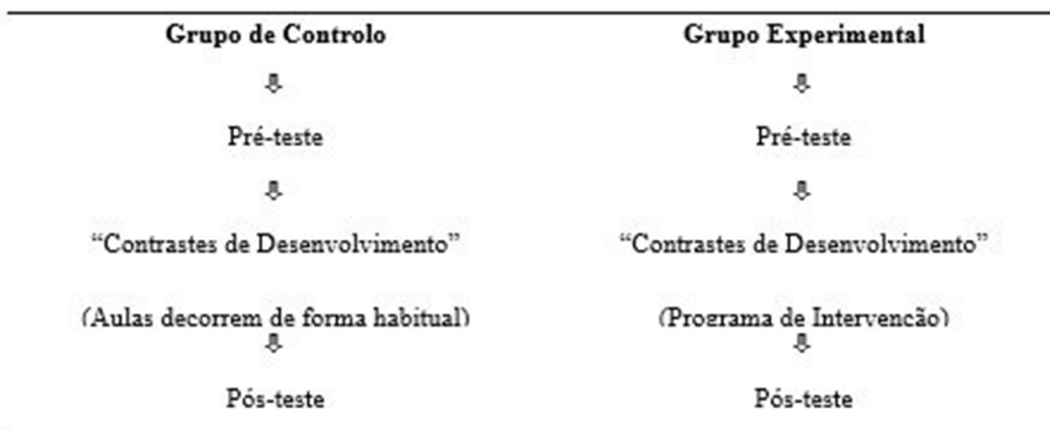 Grupo de Controlo Grupo Experimental
⇩ ⇩
Pré-teste Pré-teste
⇩ ⇩
“Contrastes de Desenvolvimento” “Contrastes de Desenvolvimento”
(Aulas decorrem de forma habitual) (Programa de Intervenção)
⇩ ⇩
Pós-teste Pós-teste